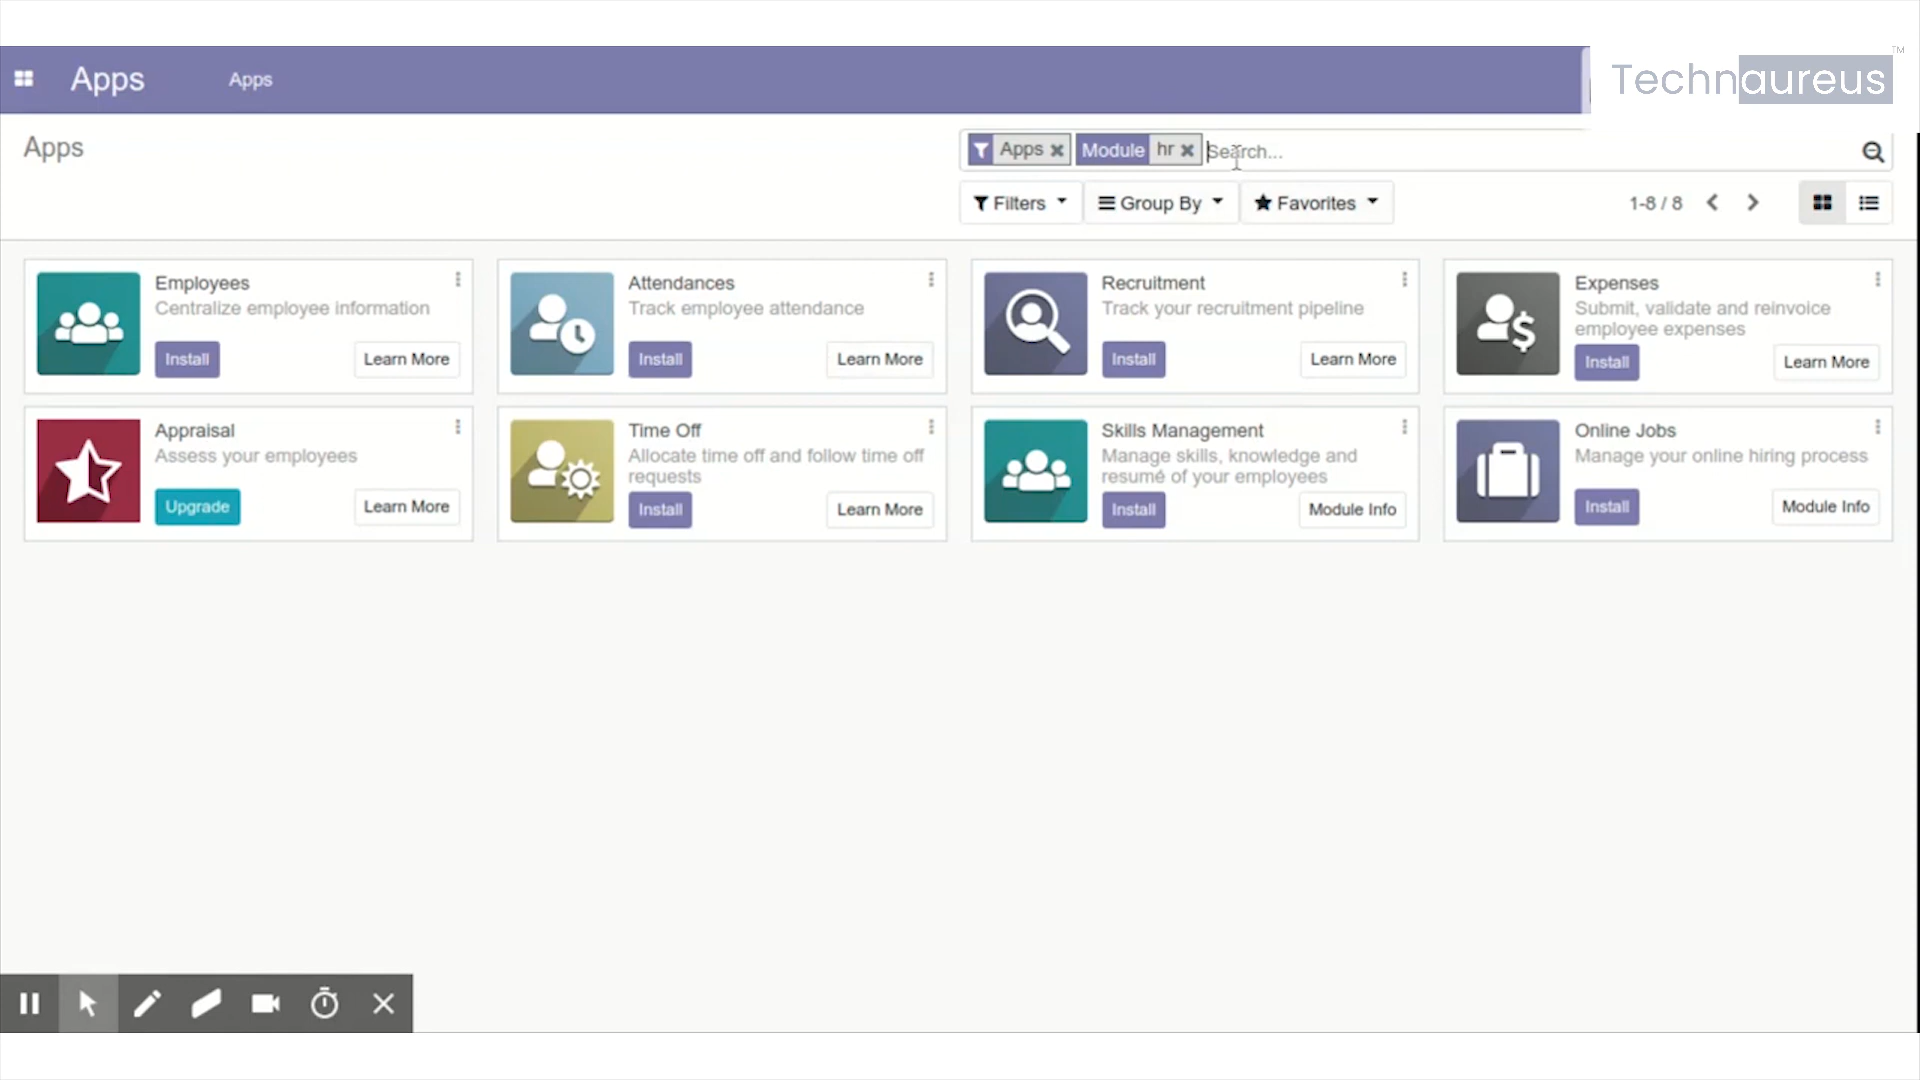 Apps
Apps
Technaureus™
Apps
Apps
Module hr
Search...
Filters
Group By
Favorites
1-8 / 8
Employees
Centralize employee information
Install
Learn More
Attendances
Track employee attendance
Install
Learn More
Recruitment
Track your recruitment pipeline
Install
Learn More
Expenses
Submit, validate and reinvoice
employee expenses
Install
Learn More
Appraisal
Assess your employees
Upgrade
Learn More
Time Off
Allocate time off and follow time off
requests
Install
Learn More
Skills Management
Manage skills, knowledge and
resumé of your employees
Install
Module Info
Online Jobs
Manage your online hiring process
Install
Module Info